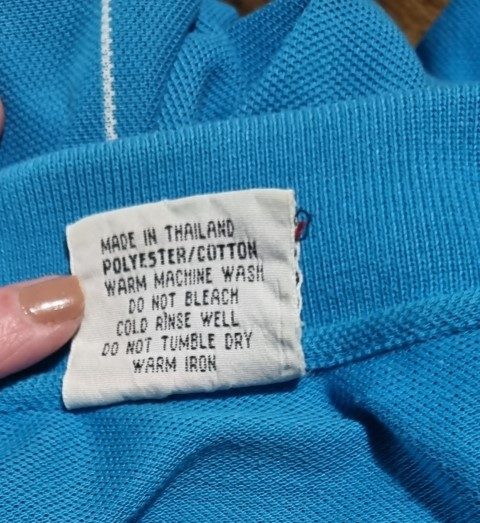 MADE IN THAILAND
POLYESTER/COTTON
WARM MACHINE WASH
DO NOT BLEACH
COLD RINSE WELL
DO NOT TUMBLE DRY
WARM IRON